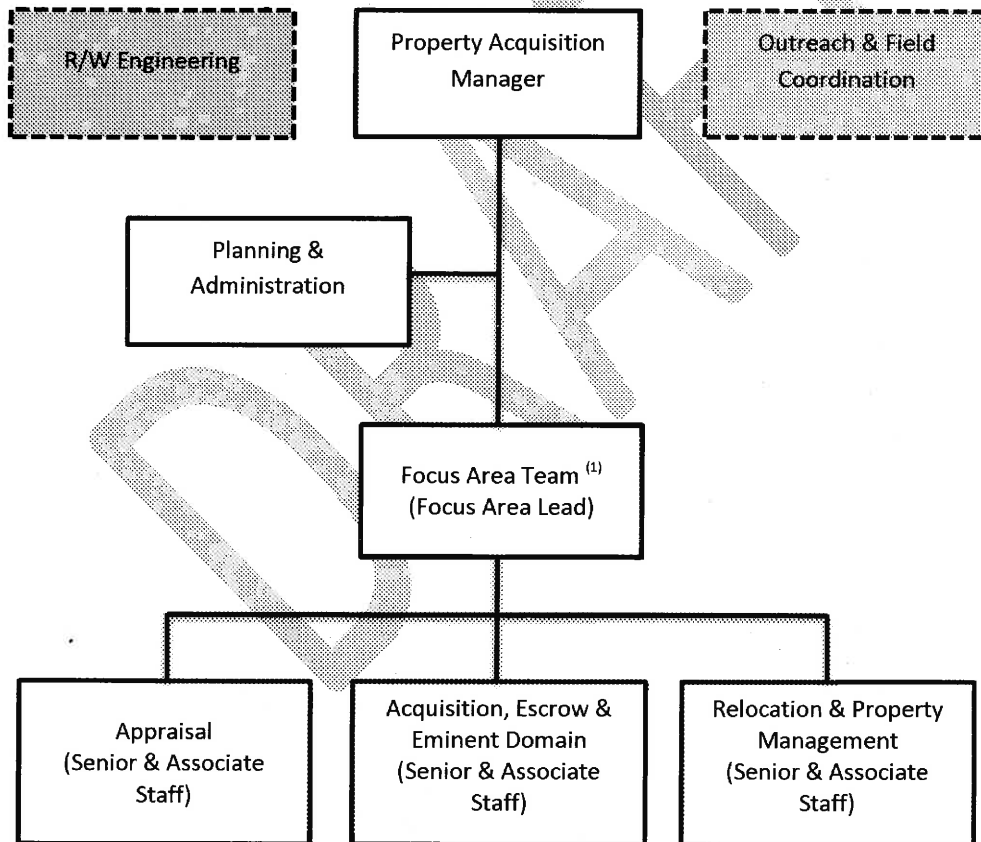 R/W Engineering
Property Acquisition
Manager
Outreach & Field
Coordination
Planning &
Administration
Focus Area Team (1)
(Focus Area Lead)
Appraisal
(Senior & Associate
Staff)
Acquisition, Escrow &
Eminent Domain
(Senior & Associate
Staff)
Relocation & Property
Management
(Senior & Associate
Staff)
DRAFT